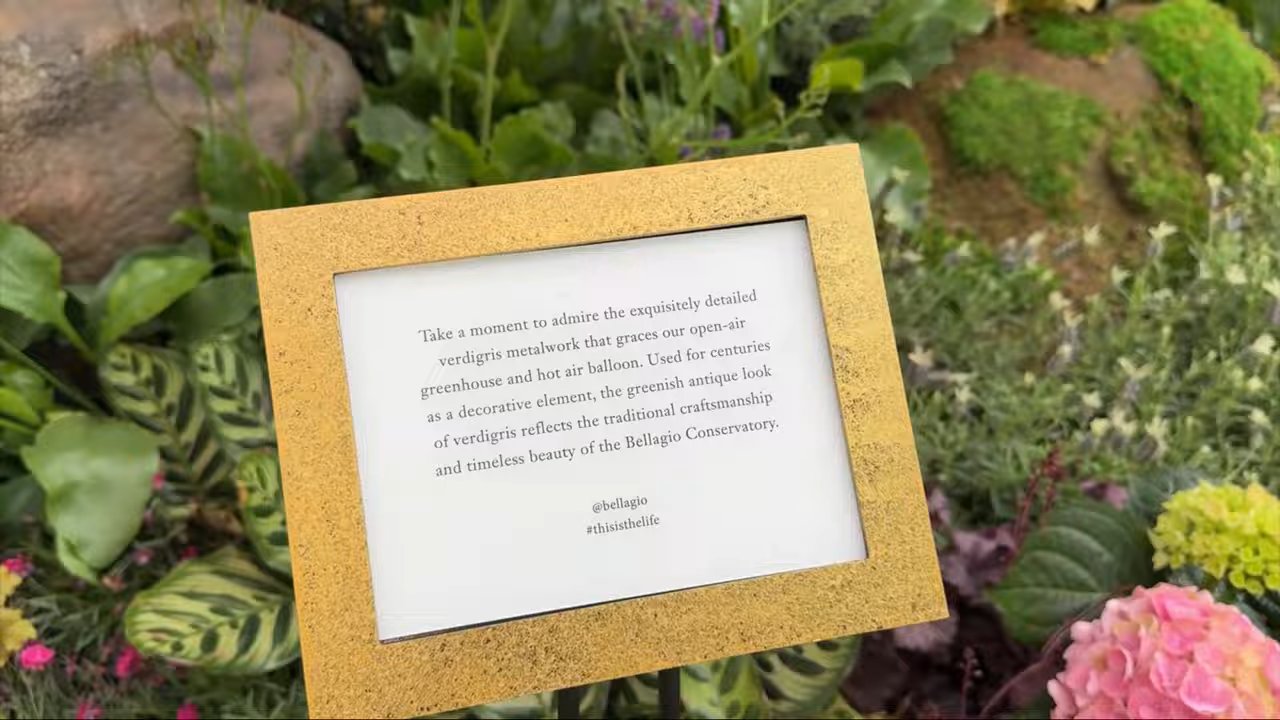 Take a moment to admire the exquisitely detailed
verdigris metalwork that graces our open-air
greenhouse and hot air balloon. Used for centuries
as a decorative element, the greenish antique look
of verdigris reflects the traditional craftsmanship
and timeless beauty of the Bellagio Conservatory.
@bellagio
#thisisthelife